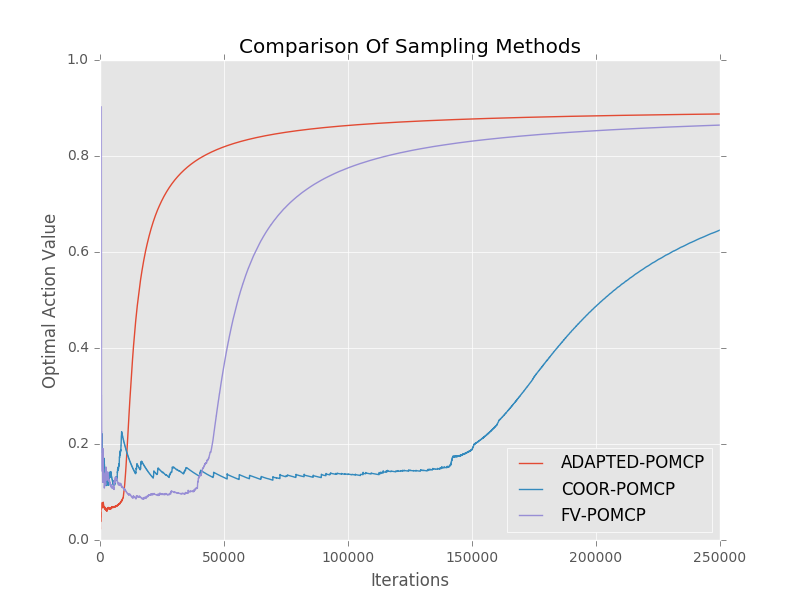 Comparison Of Sampling Methods
1.0
0.8
0.6
0.4
0.2
0.0
Optimal Action Value
0
50000
100000
150000
200000
250000
Iterations
ADAPTED-POMCP
COOR-POMCP
FV-POMCP